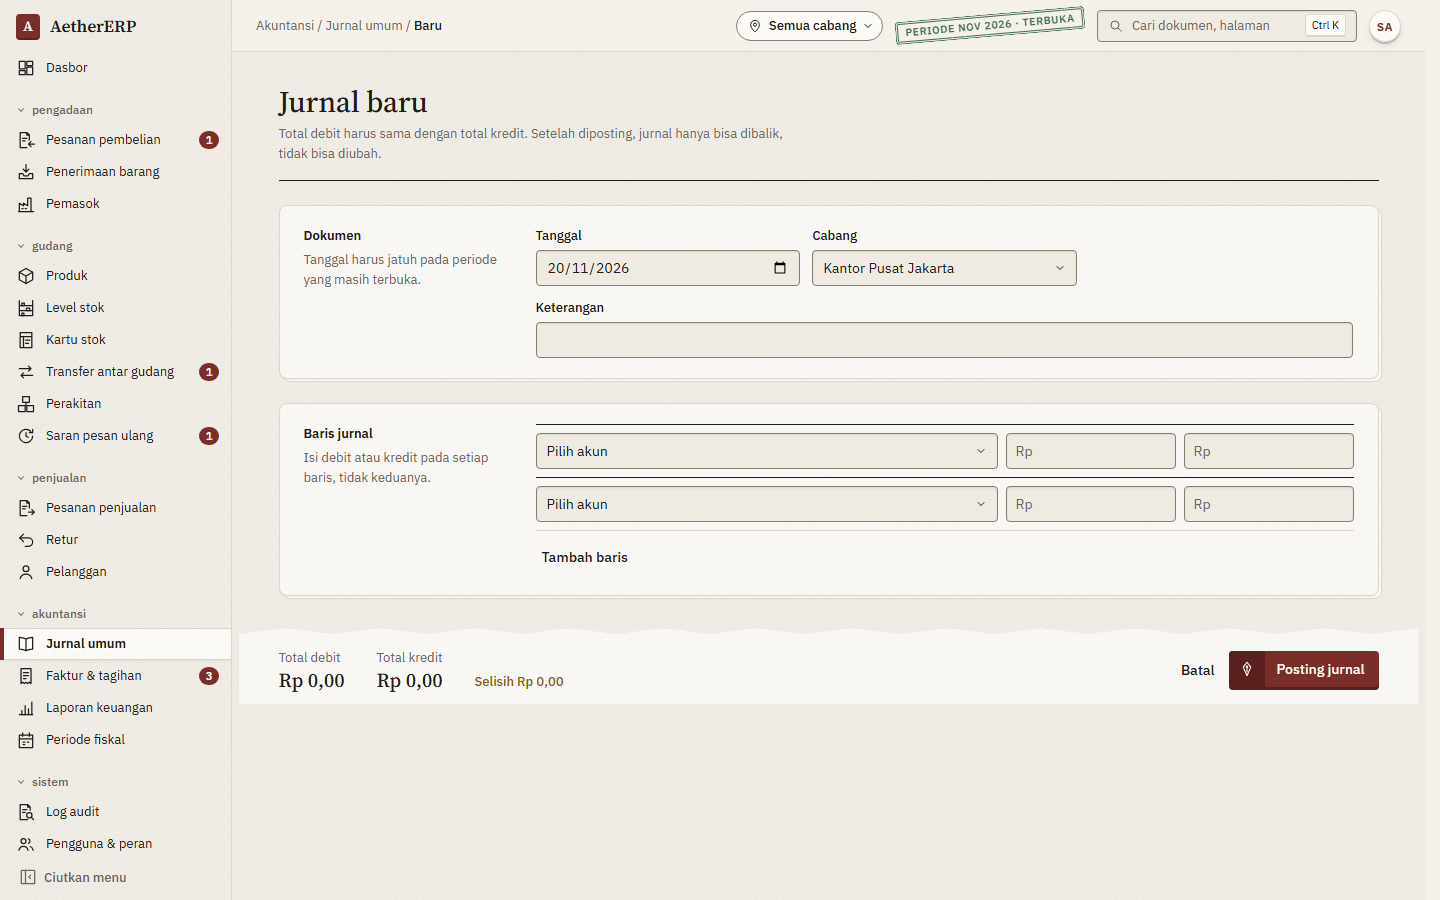 A AetherERP
Dasbor
pengadaan
Pesanan pembelian 1
Penerimaan barang
Pemasok
gudang
Produk
Level stok
Kartu stok
Transfer antar gudang 1
Perakitan
Saran pesan ulang 1
penjualan
Pesanan penjualan
Retur
Pelanggan
akuntansi
Jurnal umum
Faktur & tagihan 3
Laporan keuangan
Periode fiskal
sistem
Log audit
Pengguna & peran
Ciutkan menu
Akuntansi / Jurnal umum / Baru
Semua cabang
PERIODE NOV 2026 · TERBUKA
Cari dokumen, halaman Ctrl K
SA
Jurnal baru
Total debit harus sama dengan total kredit. Setelah diposting, jurnal hanya bisa dibalik,
tidak bisa diubah.
Dokumen
Tanggal harus jatuh pada periode
yang masih terbuka.
Tanggal
20/11/2026
Cabang
Kantor Pusat Jakarta
Keterangan
Baris jurnal
Isi debit atau kredit pada setiap
baris, tidak keduanya.
Pilih akun Rp Rp
Pilih akun Rp Rp
Tambah baris
Total debit
Rp 0,00
Total kredit
Rp 0,00
Selisih Rp 0,00
Batal
Posting jurnal